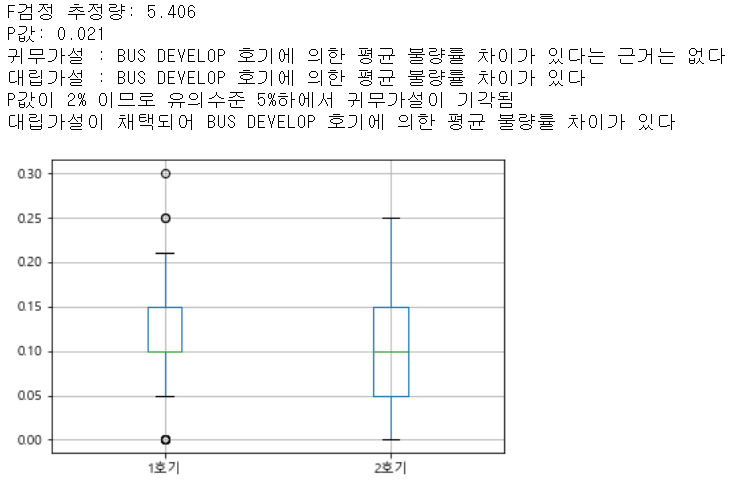 F검정 추정량: 5.406
P값: 0.021
귀무가설 : BUS DEVELOP 호기에 의한 평균 불량률 차이가 있다는 근거는 없다
대립가설 : BUS DEVELOP 호기에 의한 평균 불량률 차이가 있다
P값이 2% 이므로 유의수준 5%하에서 귀무가설이 기각됨
대립가설이 채택되어 BUS DEVELOP 호기에 의한 평균 불량률 차이가 있다
0.30
0.25
0.20
0.15
0.10
0.05
0.00
1호기 2호기